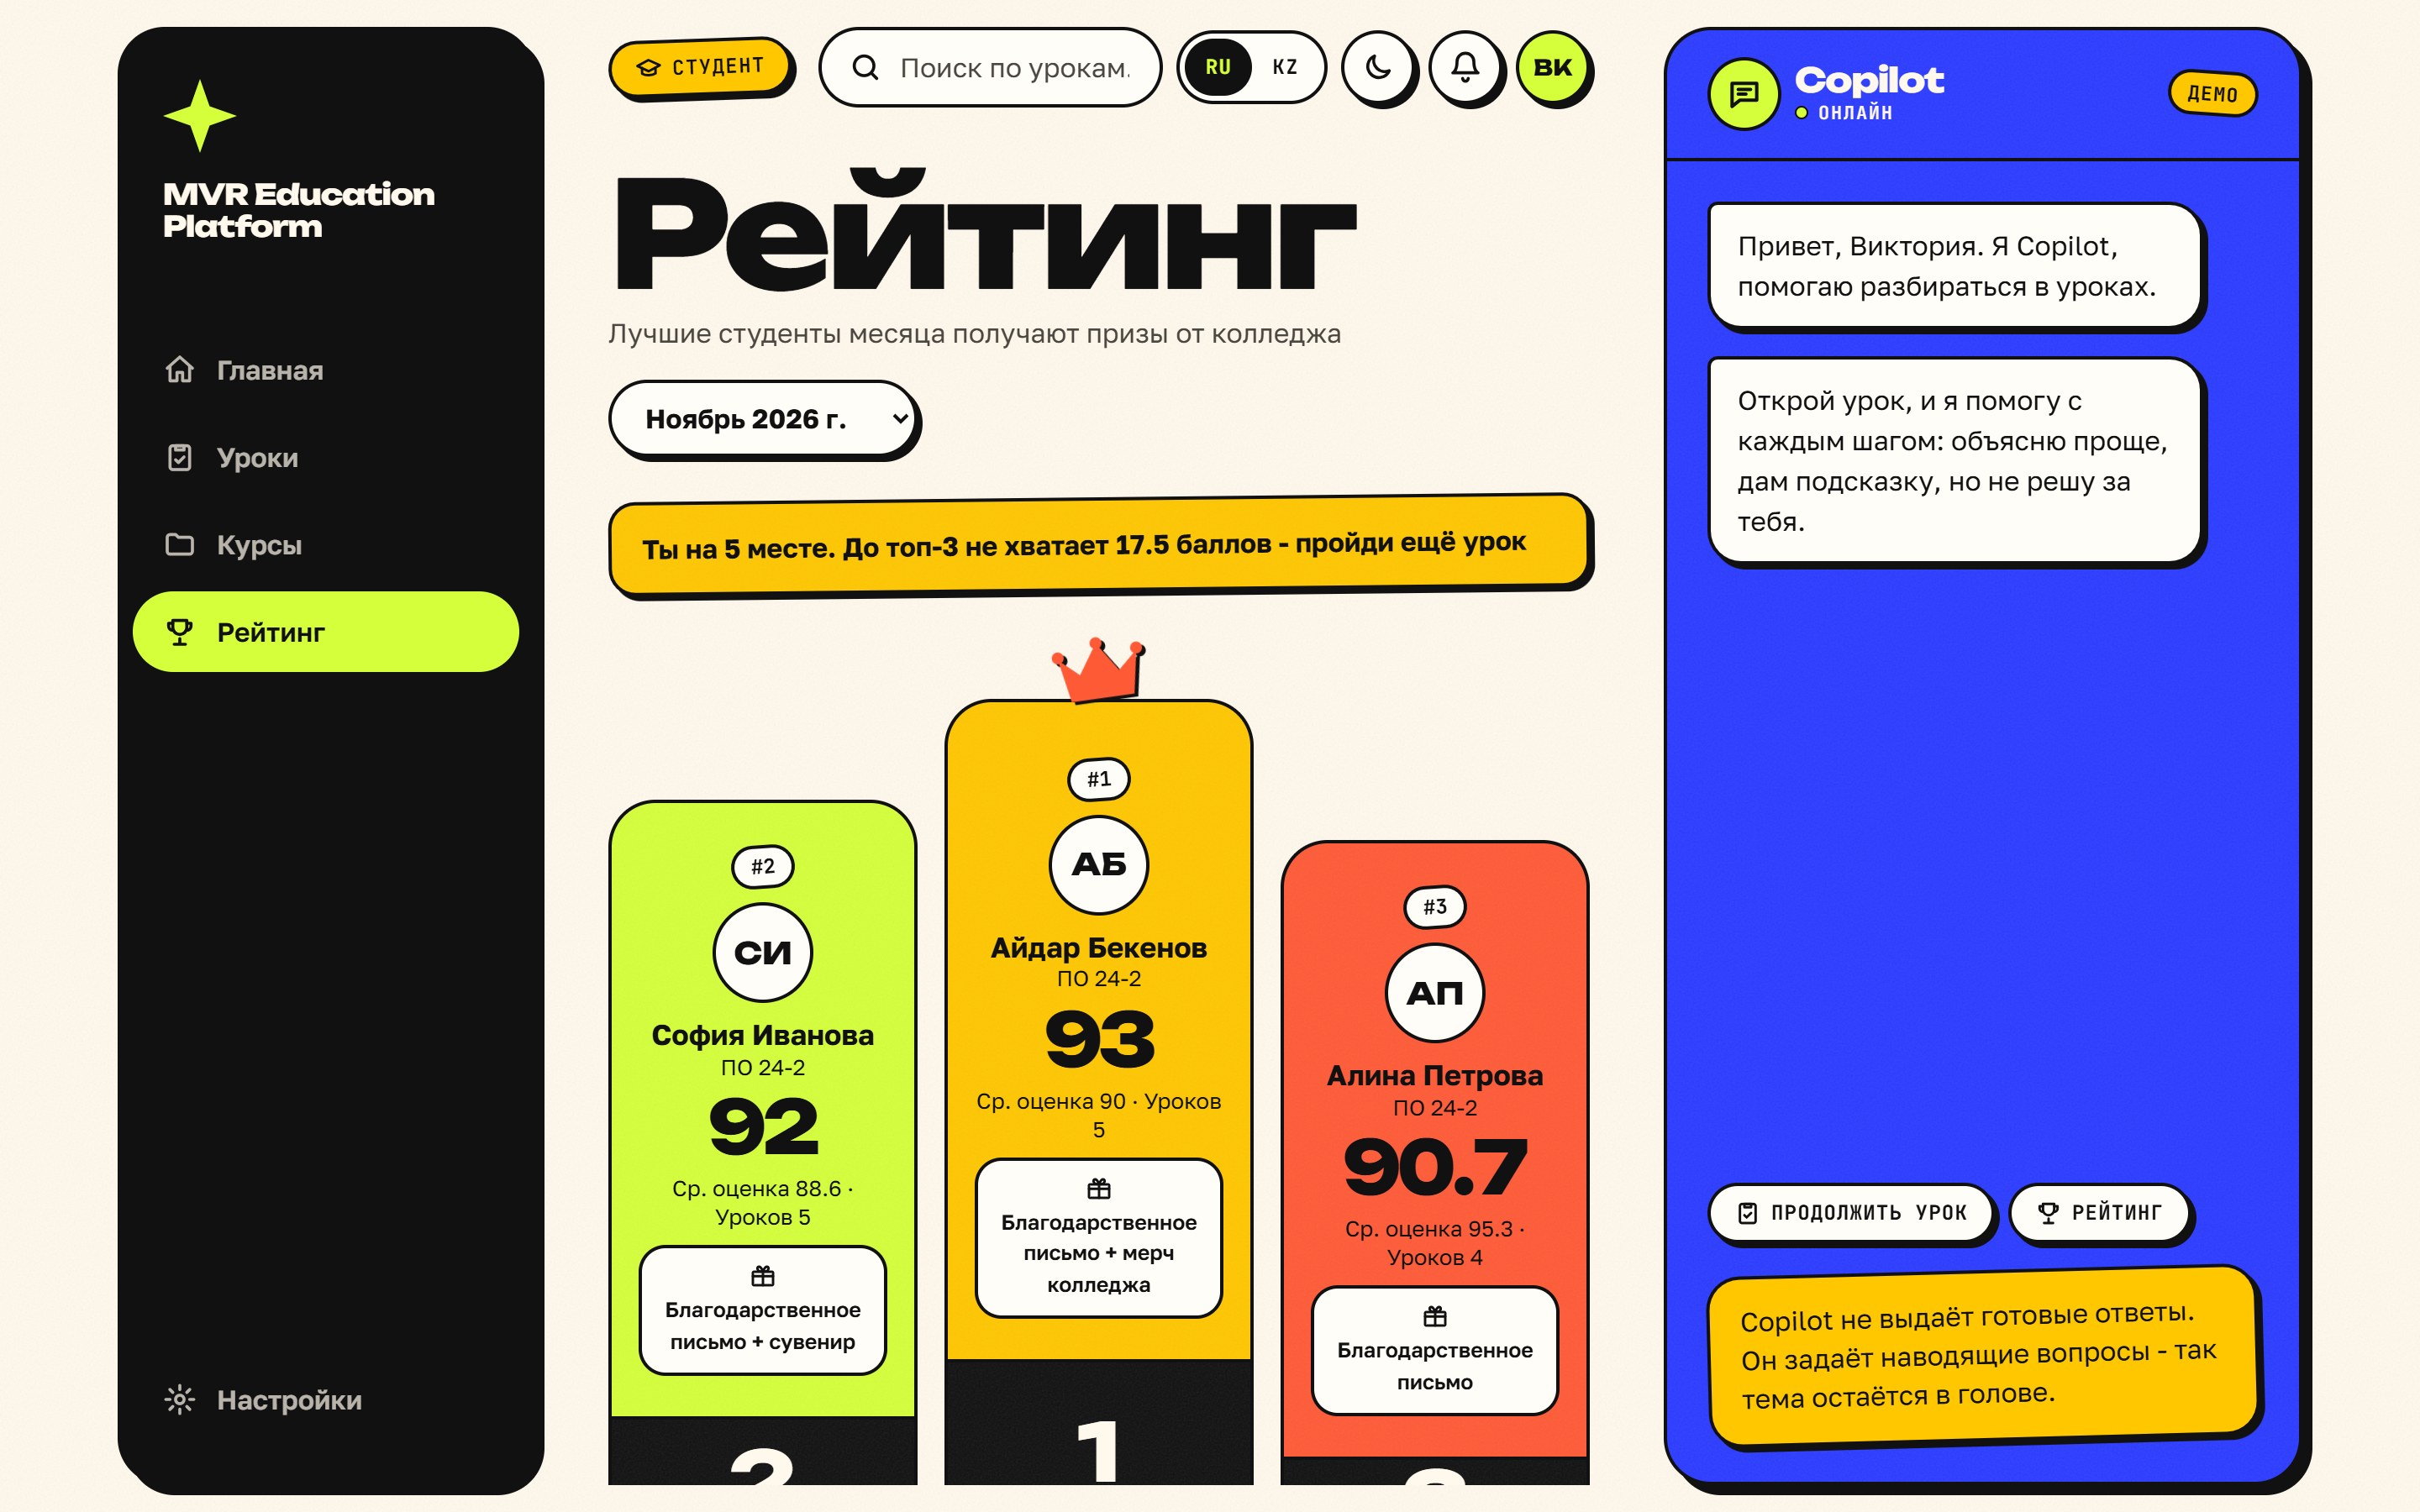 MVR Education
Platform
Главная
Уроки
Курсы
Рейтинг
Настройки
СТУДЕНТ
Поиск по урокам.
RU
KZ
ВК
Рейтинг
Лучшие студенты месяца получают призы от колледжа
Ноябрь 2026 г.
Ты на 5 месте. До топ-3 не хватает 17.5 баллов - пройди ещё урок
#2
СИ
София Иванова
ПО 24-2
92
Ср. оценка 88.6 ·
Уроков 5
Благодарственное
письмо + сувенир
2
#1
АБ
Айдар Бекенов
ПО 24-2
93
Ср. оценка 90 · Уроков
5
Благодарственное
письмо + мерч
колледжа
1
#3
АП
Алина Петрова
ПО 24-2
90.7
Ср. оценка 95.3 ·
Уроков 4
Благодарственное
письмо
Copilot
ОНЛАЙН
ДЕМО
Привет, Виктория. Я Copilot,
помогаю разбираться в уроках.
Открой урок, и я помогу с
каждым шагом: объясню проще,
дам подсказку, но не решу за
тебя.
ПРОДОЛЖИТЬ УРОК
РЕЙТИНГ
Copilot не выдаёт готовые ответы.
Он задаёт наводящие вопросы - так
тема остаётся в голове.